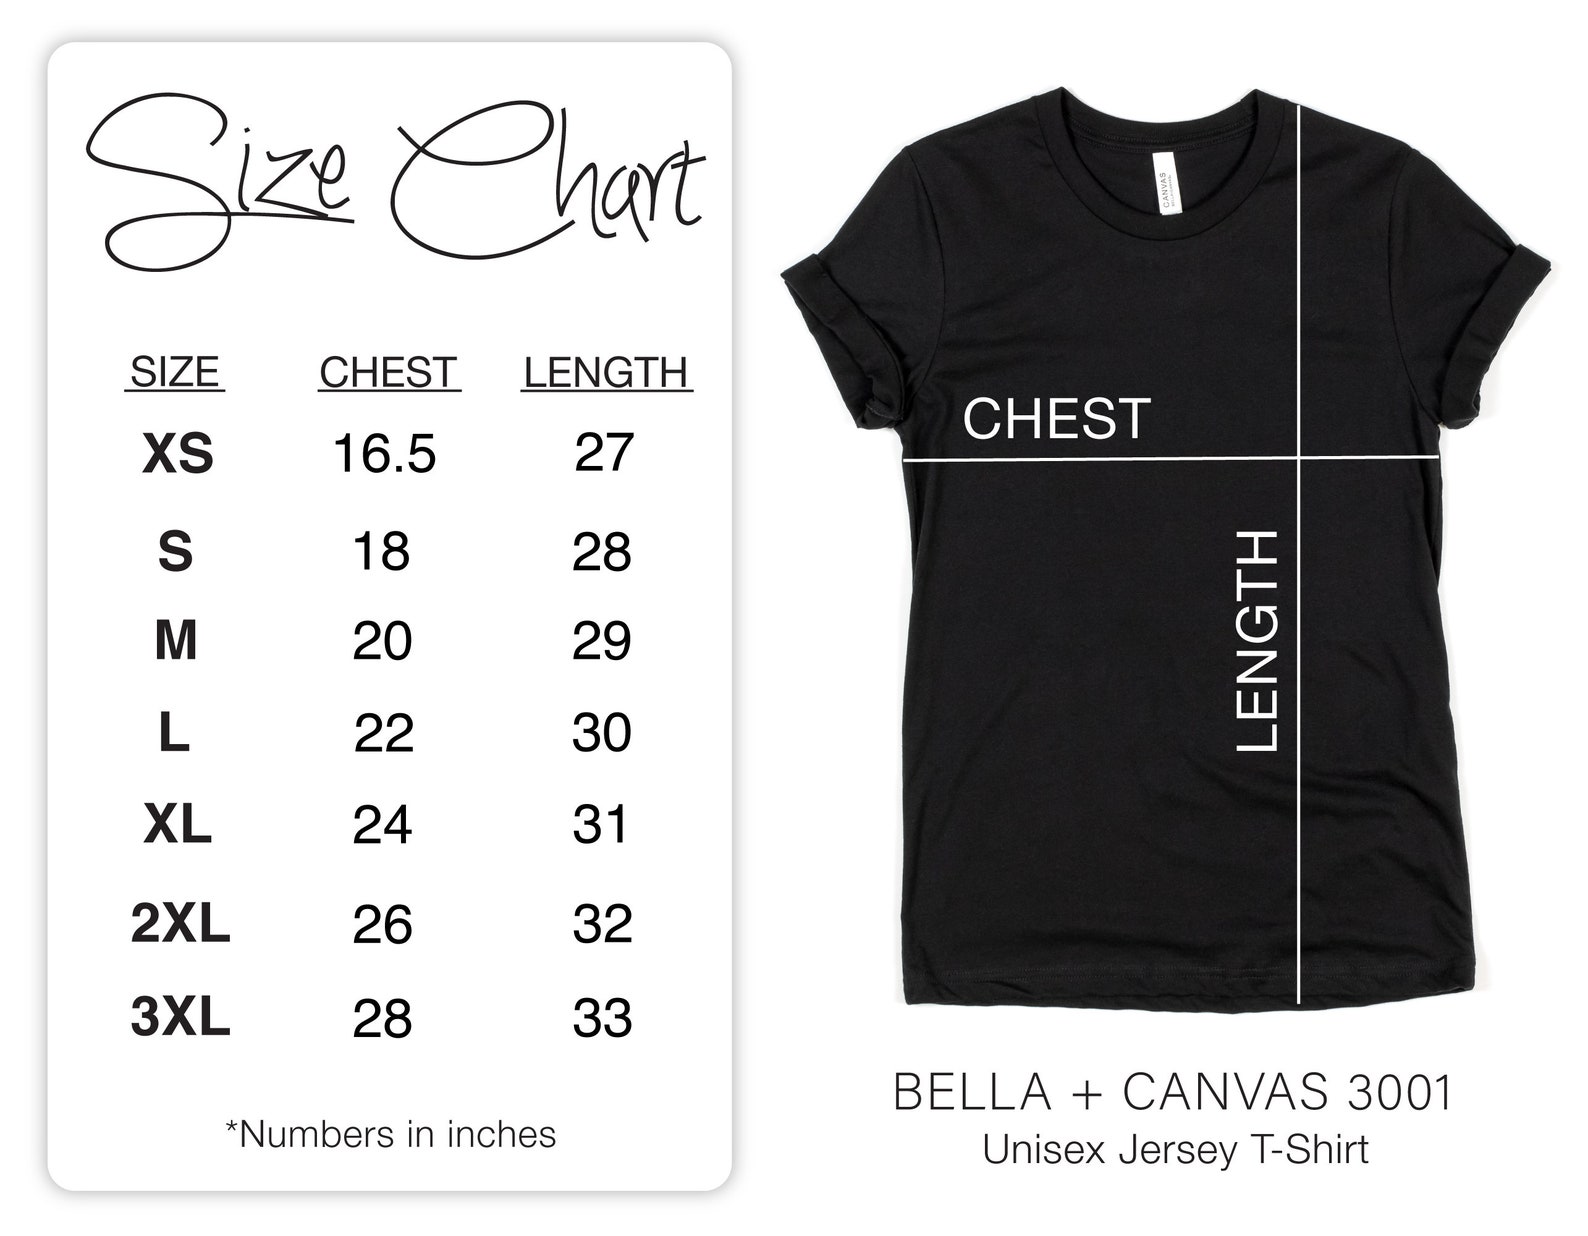 Size Chart
SIZE CHEST LENGTH
XS 16.5 27
S 18 28
M 20 29
L 22 30
XL 24 31
2XL 26 32
3XL 28 33
*Numbers in inches
CANVAS
CHEST
LENGTH
BELLA + CANVAS 3001
Unisex Jersey T-Shirt